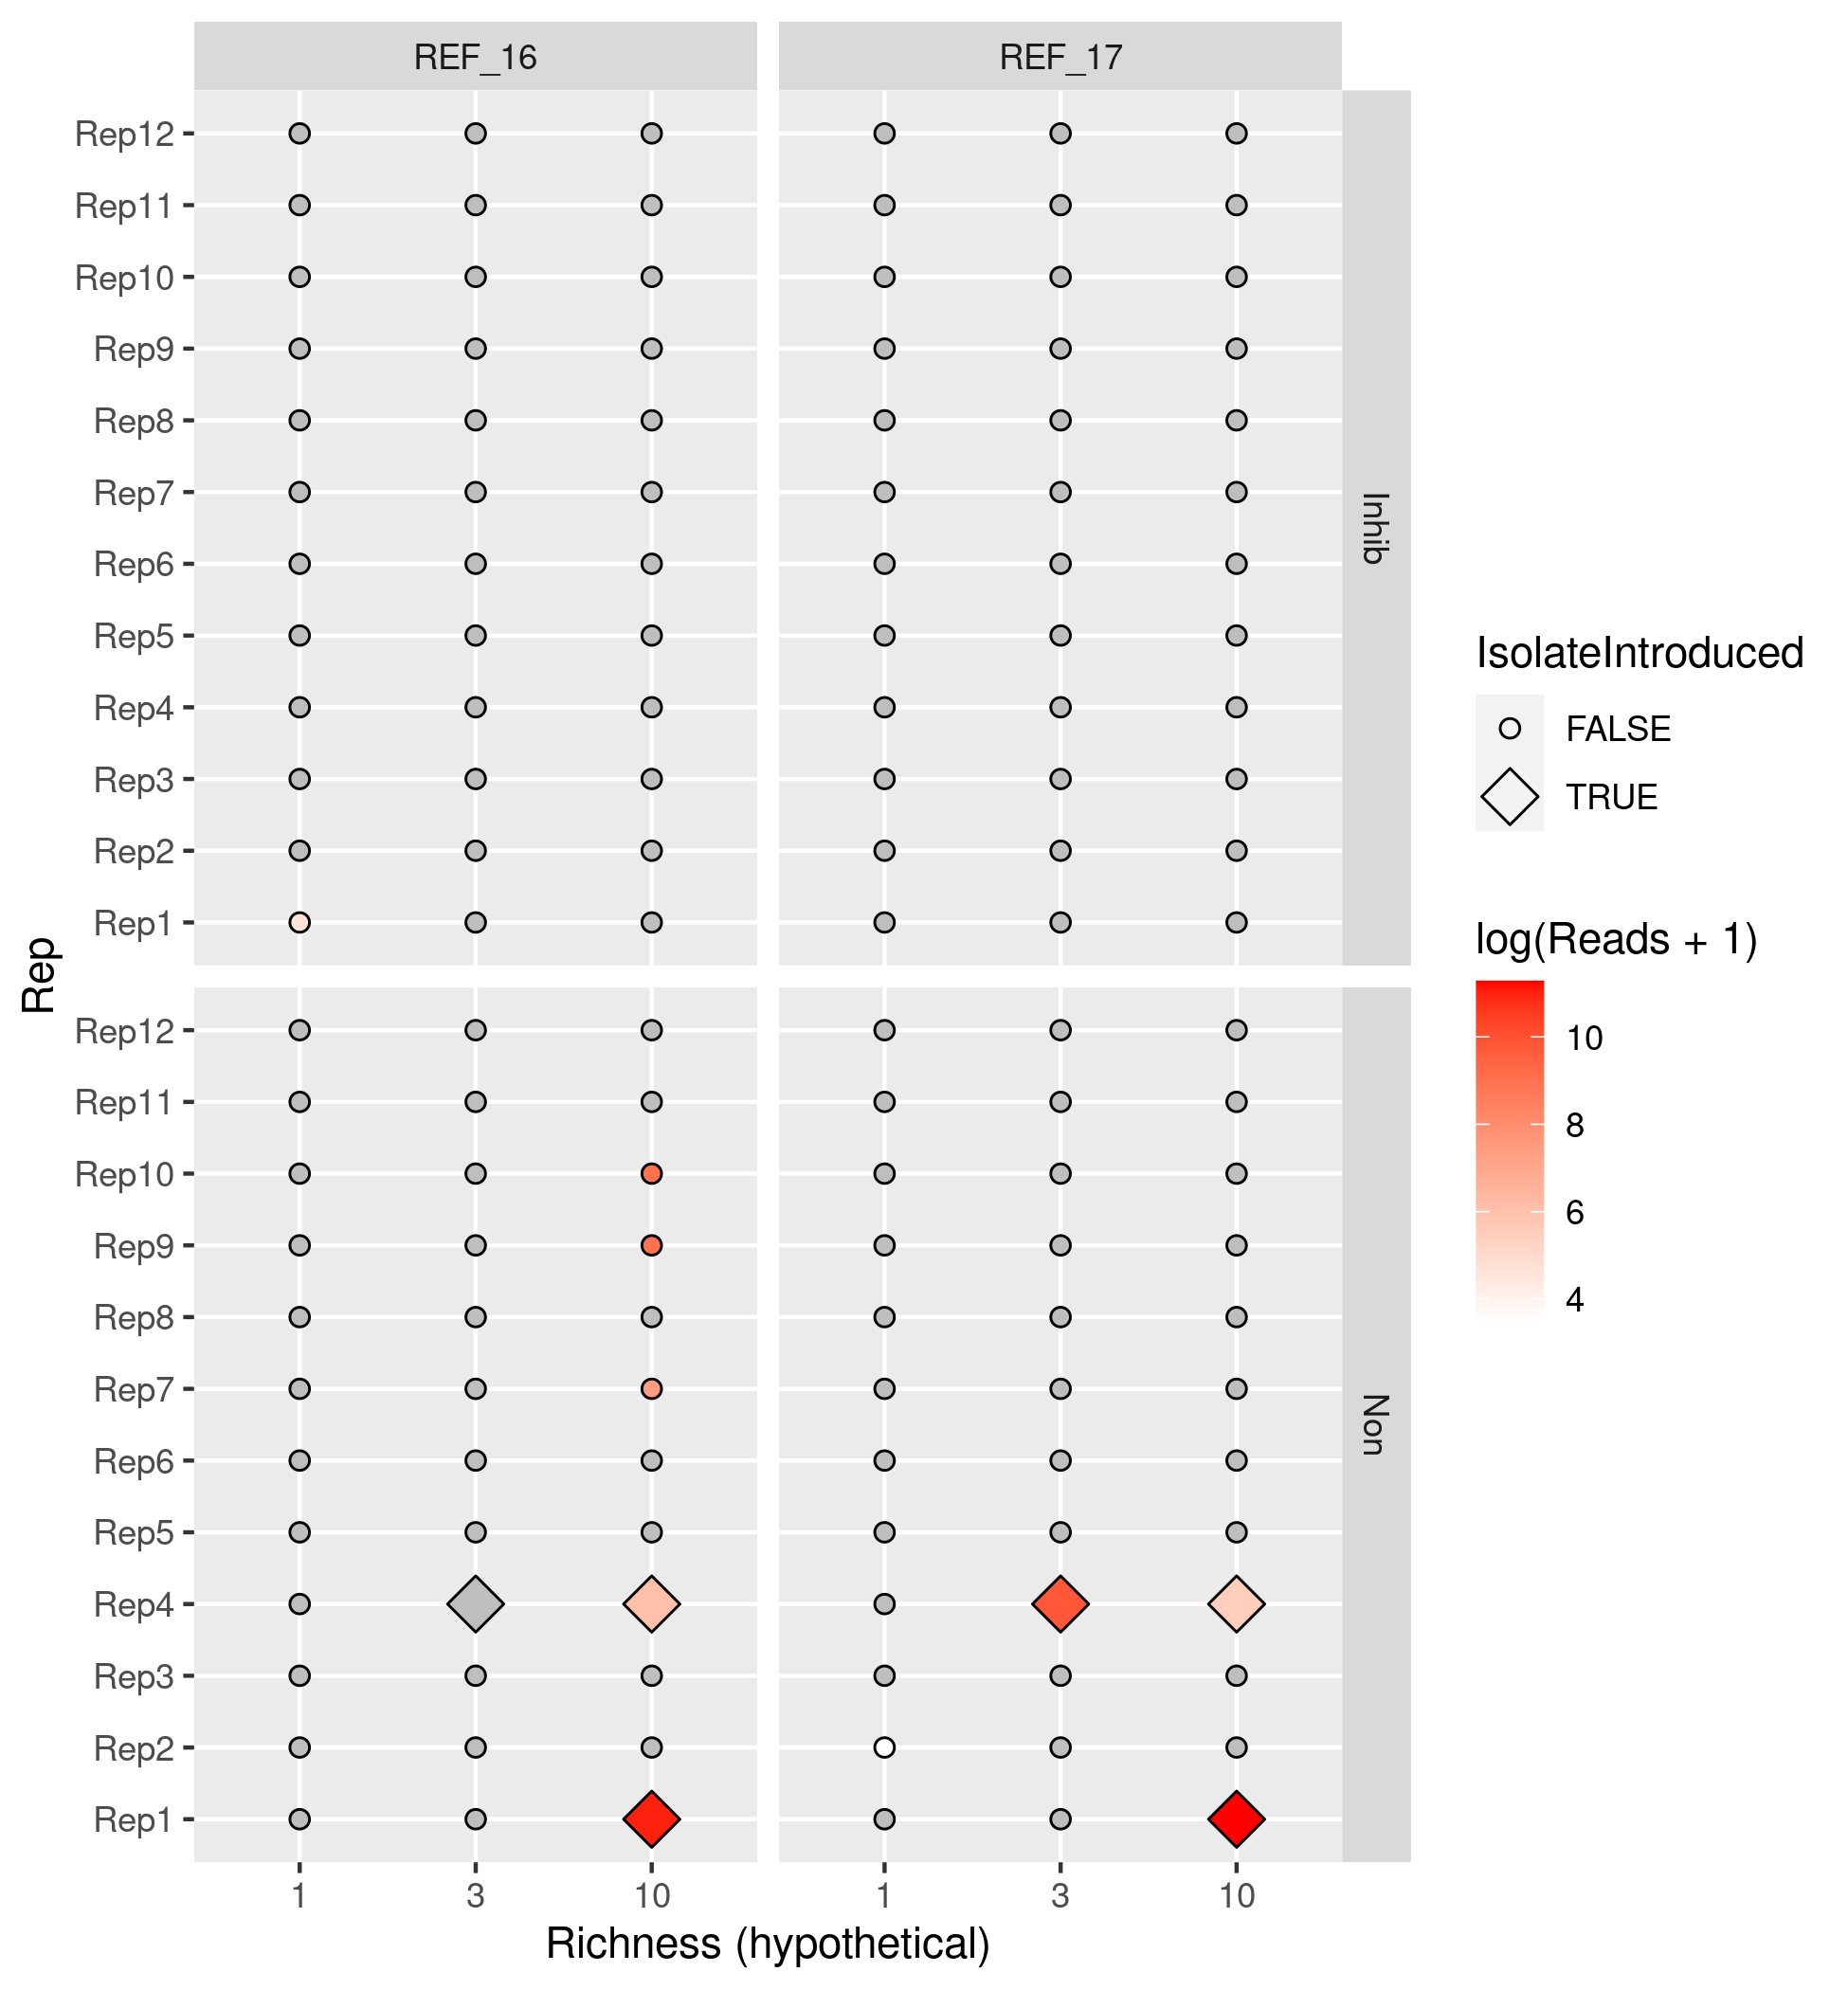 REF_16
REF_17
Rep12
Rep11
Rep10
Rep9
Rep8
Rep7
Rep6
Rep5
Rep4
Rep3
Rep2
Rep1
Inhib
Rep12
Rep11
Rep10
Rep9
Rep8
Rep7
Rep6
Rep5
Rep4
Rep3
Rep2
Rep1
Non
Rep
1
3
10
1
3
10
Richness (hypothetical)
IsolateIntroduced
FALSE
TRUE
log(Reads + 1)
10
8
6
4